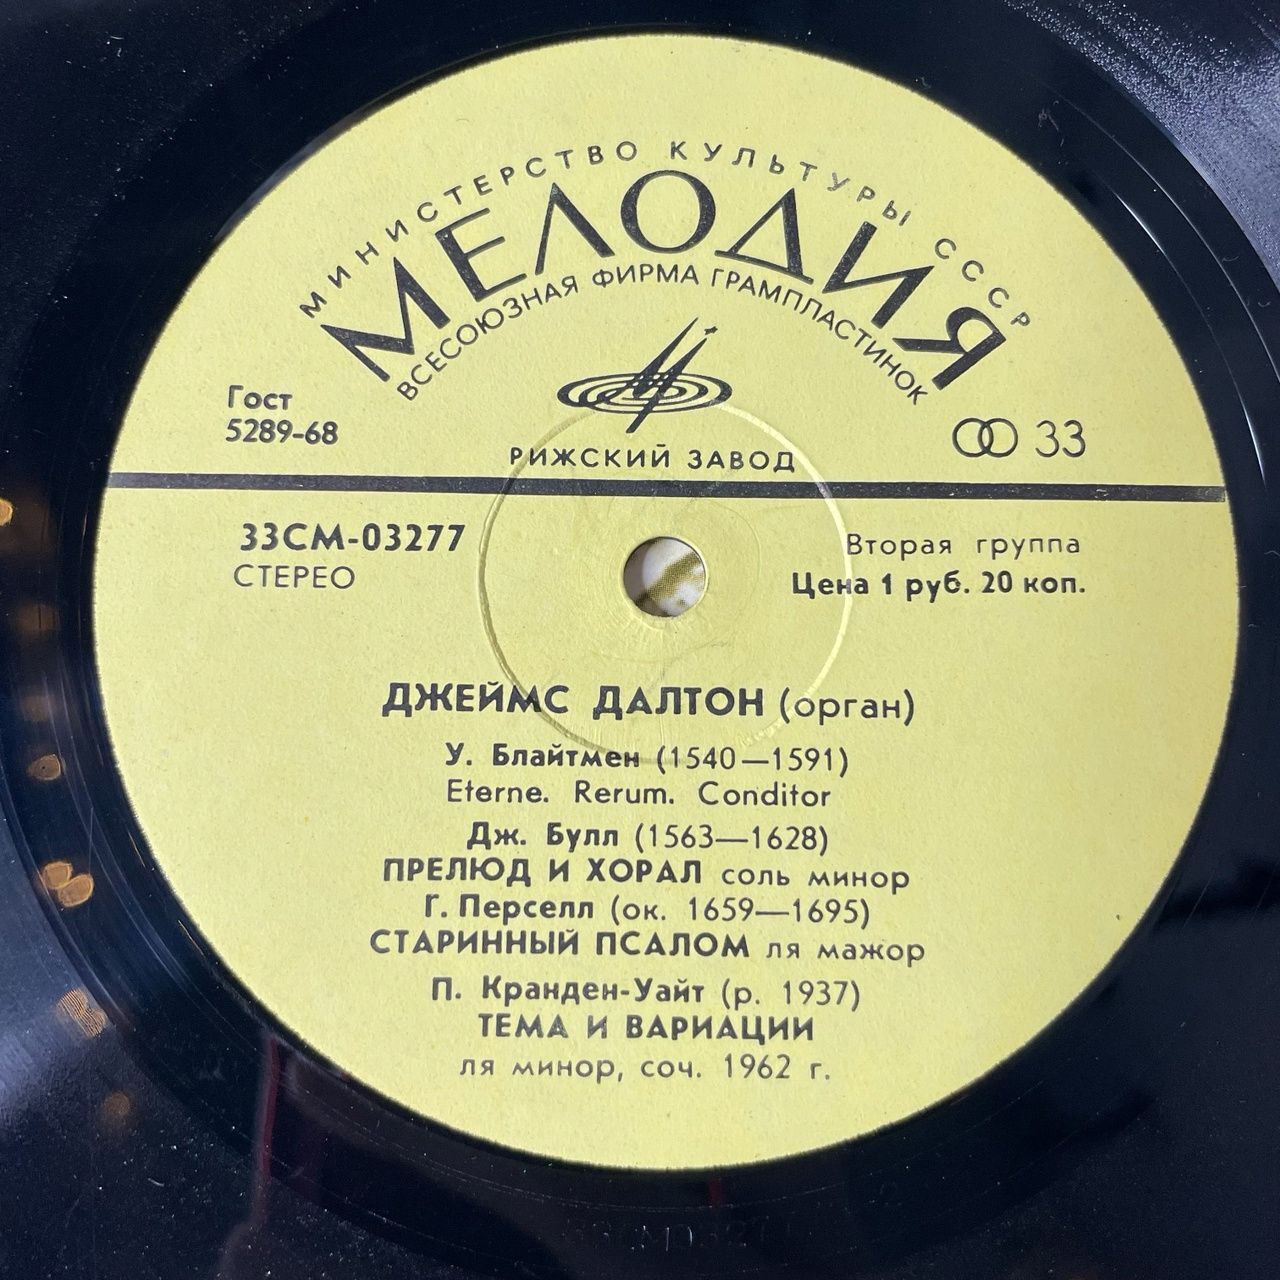 МИНИСТЕРСТВО КУЛЬТУРЫ СССР
МЕЛОДИЯ
ВСЕСОЮЗНАЯ ФИРМА ГРАМПЛАСТИНОК
Гост
5289-68
33
РИЖСКИЙ ЗАВОД
33СМ-03277
СТЕРЕО
Вторая группа
Цена 1 руб. 20 коп.
ДЖЕЙМС ДАЛТОН (орган)
У. Блайтмен (1540—1591)
Eterne. Rerum. Conditor
Дж. Булл (1563—1628)
ПРЕЛЮД И ХОРАЛ соль минор
Г. Перселл (ок. 1659—1695)
СТАРИННЫЙ ПСАЛОМ ля мажор
П. Кранден-Уайт (р. 1937)
ТЕМА И ВАРИАЦИИ
ля минор, соч. 1962 г.